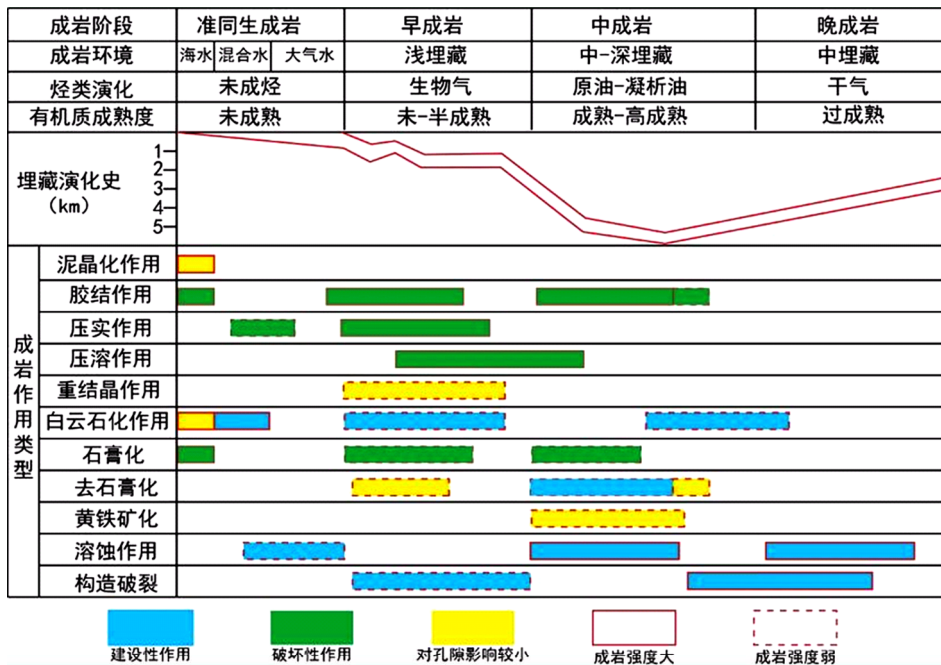 成岩阶段 准同生成岩 早成岩 中成岩 晚成岩
成岩环境 海水 混合水 大气水 浅埋藏 中-深埋藏 中埋藏
烃类演化 未成烃 生物气 原油-凝析油 干气
有机质成熟度 未成熟 未-半成熟 成熟-高成熟 过成熟
埋藏演化史
(km)
1
2
3
4
5
成岩作用类型
泥晶化作用
胶结作用
压实作用
压溶作用
重结晶作用
白云石化作用
石膏化
去石膏化
黄铁矿化
溶蚀作用
构造破裂
建设性作用 破坏性作用 对孔隙影响较小 成岩强度大 成岩强度弱